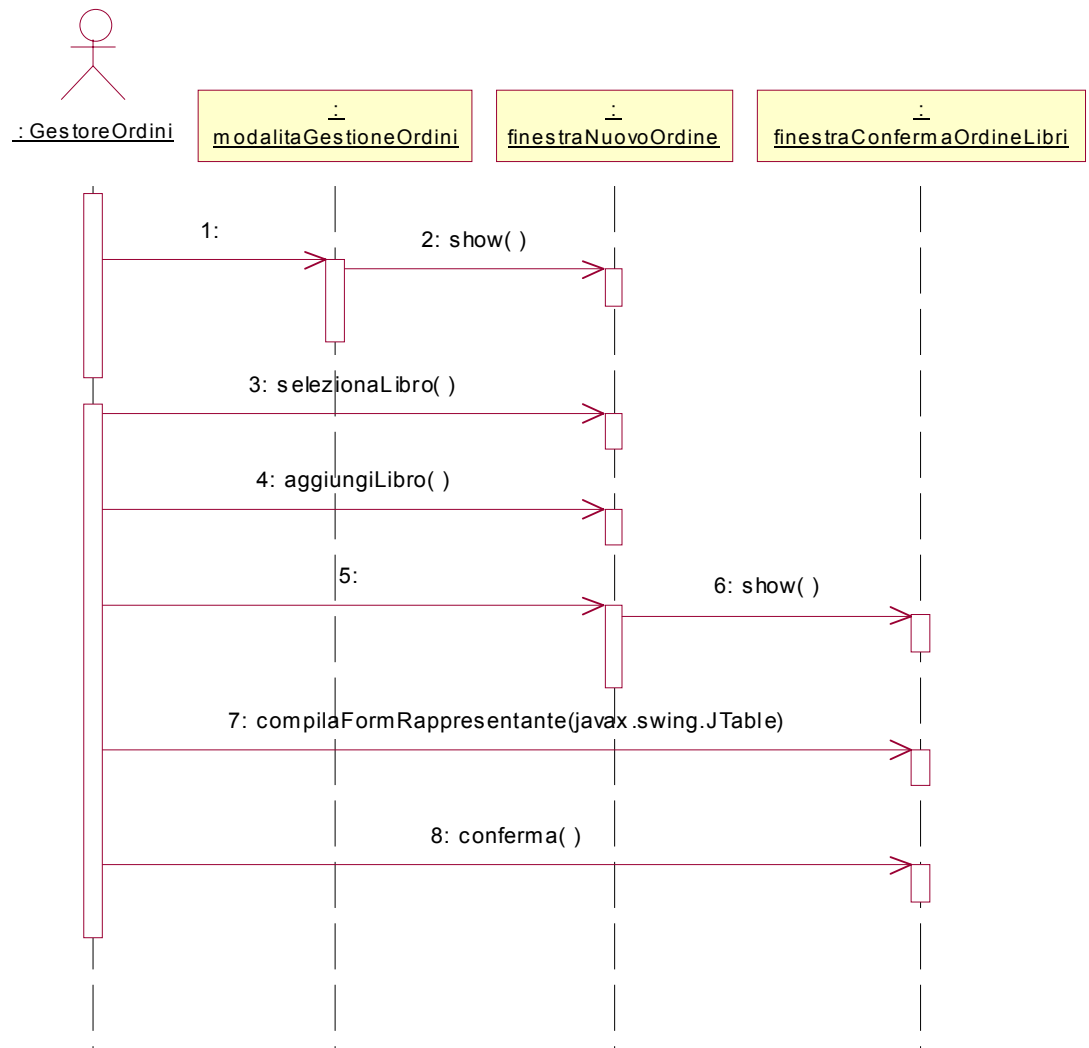 : GestoreOrdini
:
modalitaGestioneOrdini
:
finestraNuovoOrdine
:
finestraConfermaOrdineLibri
1:
2: show( )
3: selezionaLibro( )
4: aggiungiLibro( )
5:
6: show( )
7: compilaFormRappresentante(javax.swing.JTable)
8: conferma( )